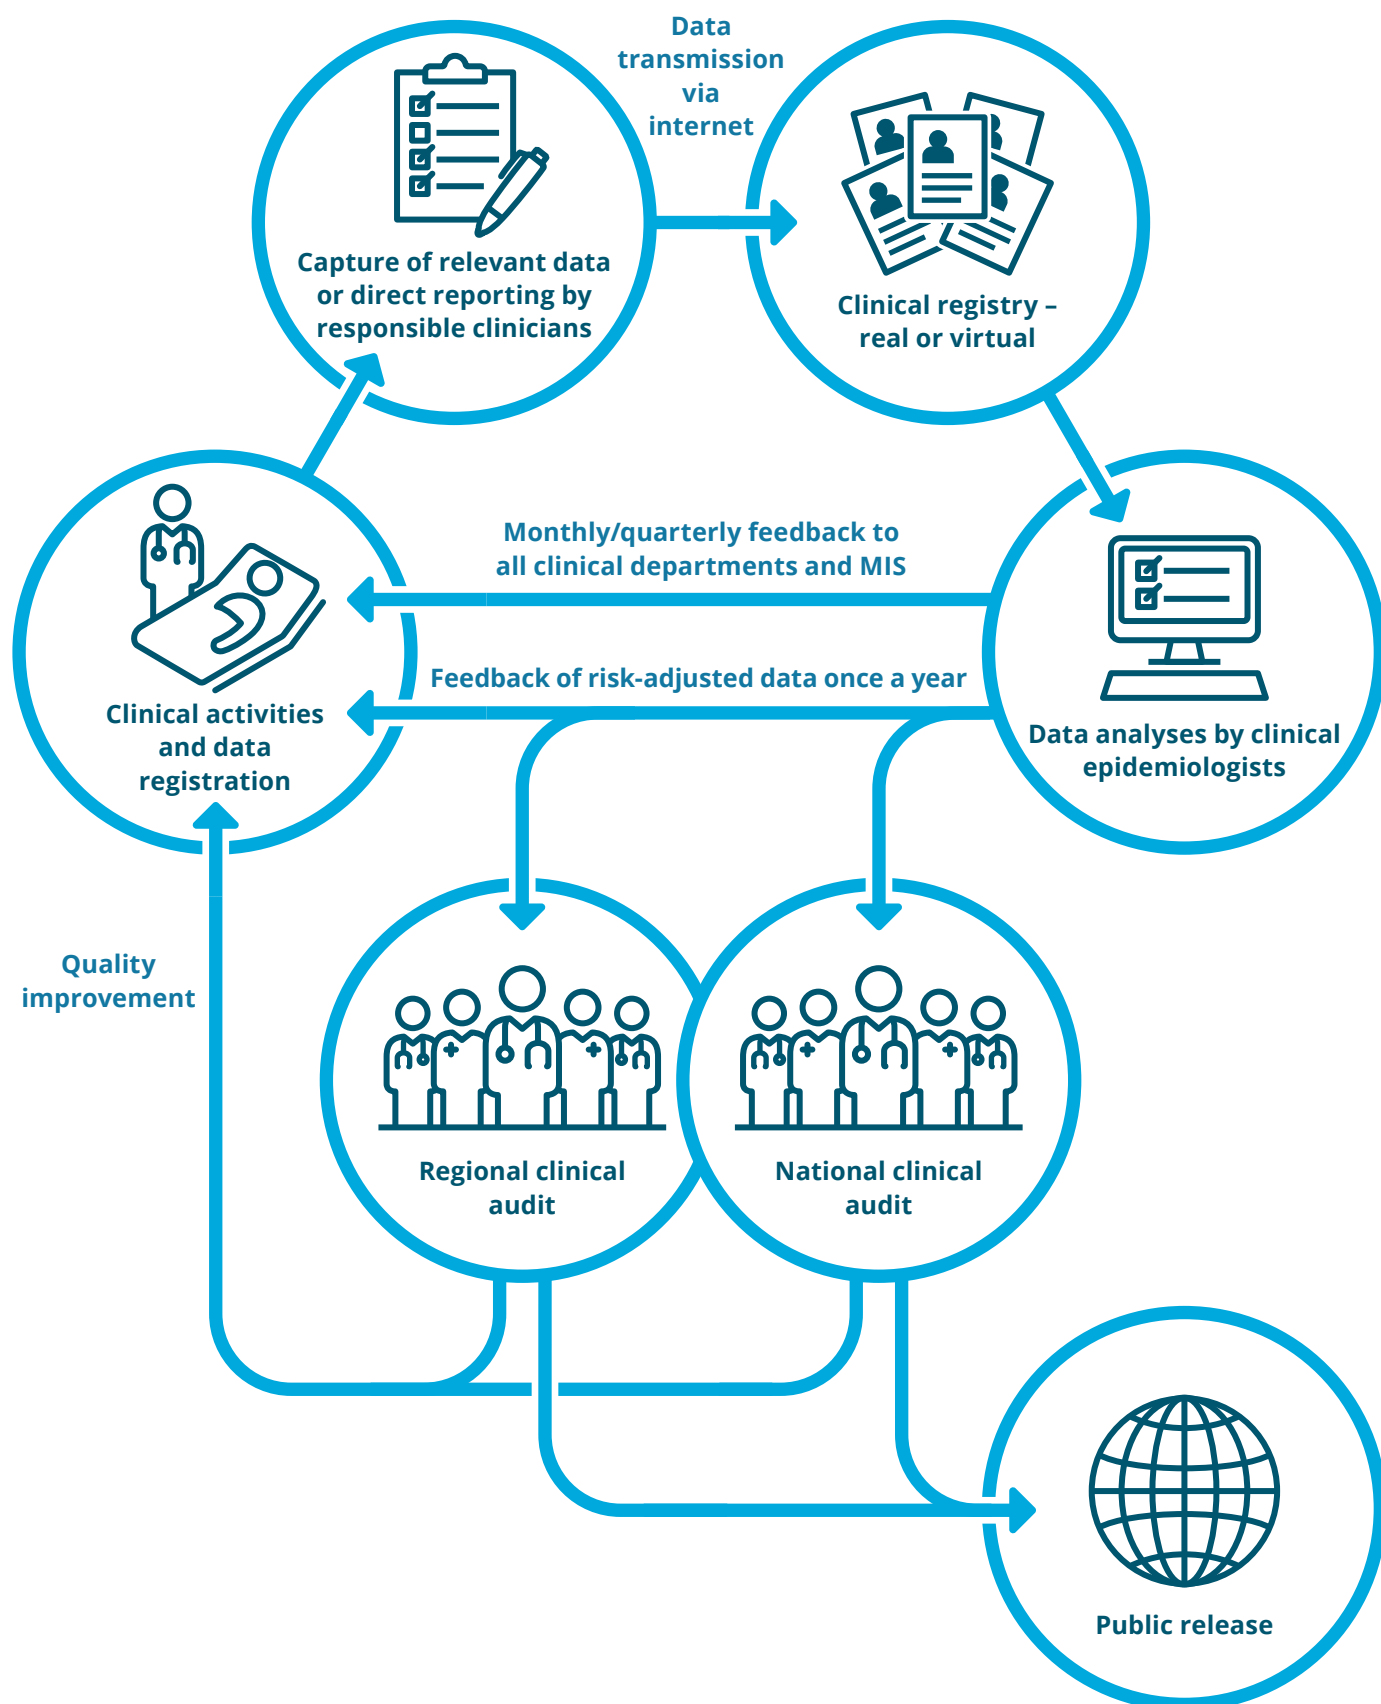 Data
transmission
via
internet
Capture of relevant data
or direct reporting by
responsible clinicians
Clinical registry –
real or virtual
Monthly/quarterly feedback to
all clinical departments and MIS
Feedback of risk-adjusted data once a year
Clinical activities
and data
registration
Data analyses by clinical
epidemiologists
Quality
improvement
Regional clinical
audit
National clinical
audit
Public release